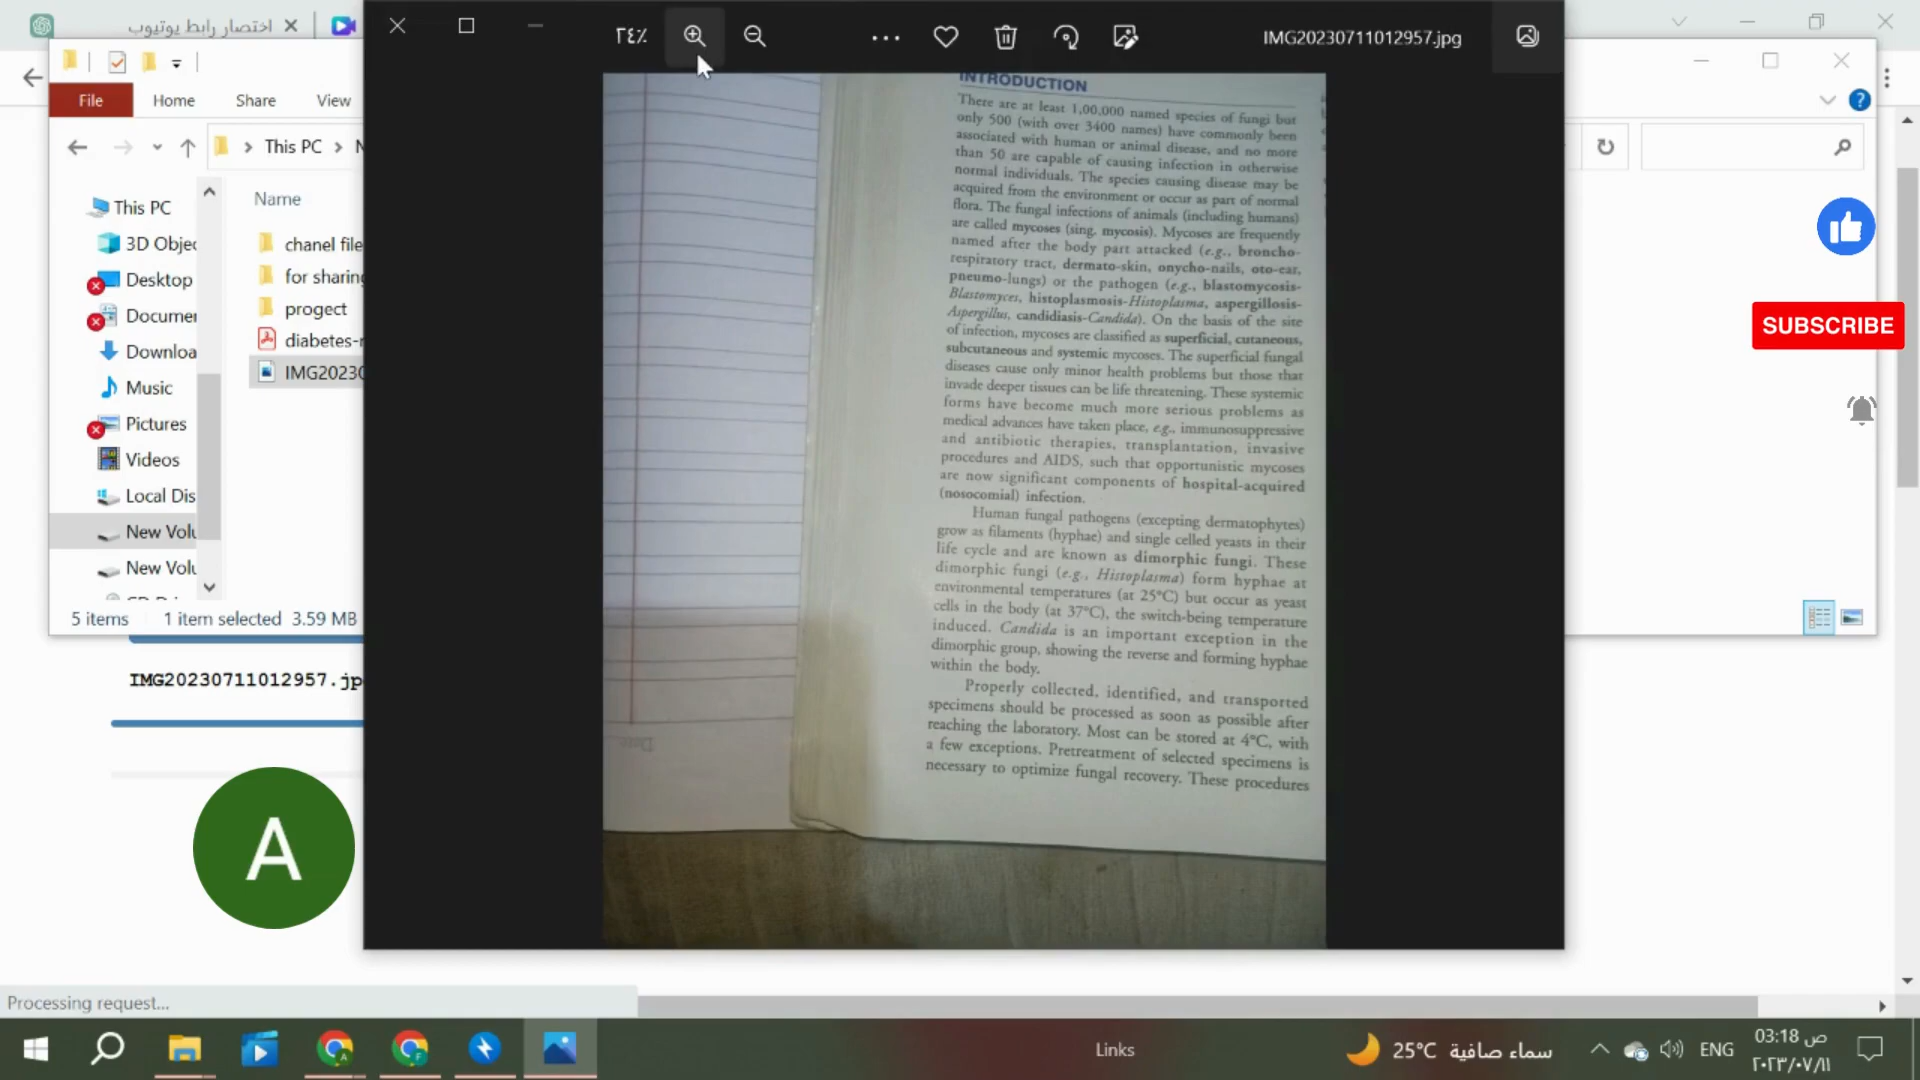 اختصار رابط يوتيوب
٢٤٪
IMG20230711012957.jpg
File
Home
Share
View
This PC
Name
This PC
3D Objec
Desktop
Documen
Downloa
Music
Pictures
Videos
Local Dis
New Volu
New Volu
chanel file
for sharing
progect
diabetes-r
IMG2023
5 items
1 item selected
3.59 MB
IMG20230711012957.jp
A
INTRODUCTION
There are at least 1,00,000 named species of fungi but
only 500 (with over 3400 names) have commonly been
associated with human or animal disease, and no more
than 50 are capable of causing infection in otherwise
normal individuals. The species causing disease may be
acquired from the environment or occur as part of normal
flora. The fungal infections of animals (including humans)
are called mycoses (sing, mycosis). Mycoses are frequently
named after the body part attacked (e.g., broncho-
respiratory tract, dermato-skin, onycho-nails, oto-ear,
pneumo-lungs) or the pathogen (e.g., blastomycosis-
Blastomyces, histoplasmosis-Histoplasma, aspergillosis-
Aspergillus, candidiasis-Candida). On the basis of the site
of infection, mycoses are classified as superficial, cutaneous,
subcutaneous and systemic mycoses. The superficial fungal
diseases cause only minor health problems but those that
invade deeper tissues can be life threatening. These systemic
forms have become much more serious problems as
medical advances have taken place, e.g., immunosuppressive
and antibiotic therapies, transplantation, invasive
procedures and AIDS, such that opportunistic mycoses
are now significant components of hospital-acquired
(nosocomial) infection.
Human fungal pathogens (excepting dermatophytes)
grow as filaments (hyphae) and single celled yeasts in their
life cycle and are known as dimorphic fungi. These
dimorphic fungi (e.g., Histoplasma) form hyphae at
environmental temperatures (at 25°C) but occur as yeast
cells in the body (at 37°C), the switch-being temperature
induced. Candida is an important exception in the
dimorphic group, showing the reverse and forming hyphae
within the body.
Properly collected, identified, and transported
specimens should be processed as soon as possible after
reaching the laboratory. Most can be stored at 4°C, with
a few exceptions. Pretreatment of selected specimens is
necessary to optimize fungal recovery. These procedures
SUBSCRIBE
Processing request...
Links
25°C سماء صافية
ENG
03:18 ص
٢٠٢٣/٠٧/١١